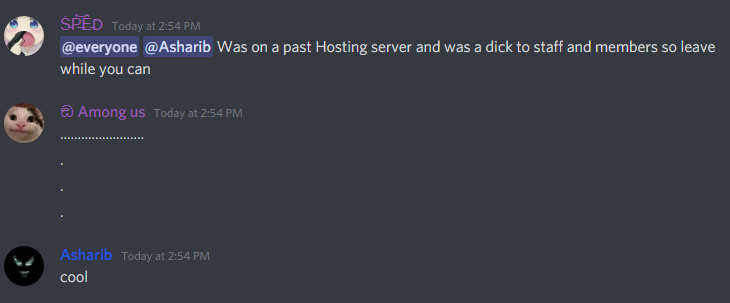 SPED Today at 2:54 PM
@everyone @Asharib Was on a past Hosting server and was a dick to staff and members so leave
while you can
ඞ Among us Today at 2:54 PM
........................
.
.
.
Asharib Today at 2:54 PM
cool